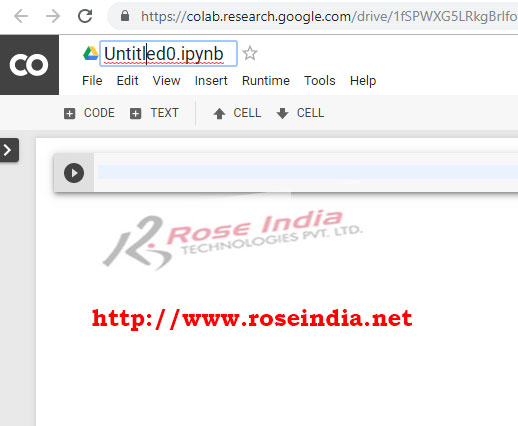 https://colab.research.google.com/drive/1fSPWXG5LRkgBrlfo
CO
Untitled0.ipynb
File Edit View Insert Runtime Tools Help
CODE TEXT CELL CELL
Rose India
TECHNOLOGIES PVT. LTD.
http://www.roseindia.net